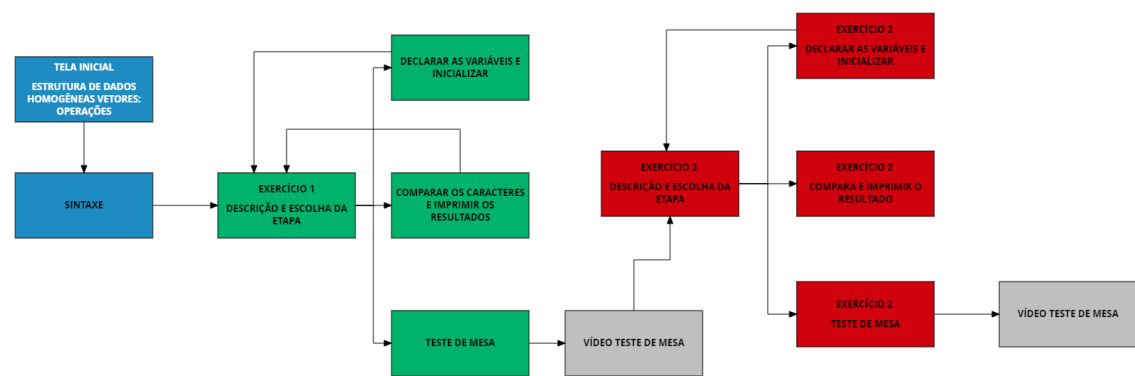 TELA INICIAL
ESTRUTURA DE DADOS
HOMOGÊNEAS VETORES:
OPERAÇÕES
SINTAXE
EXERCÍCIO 1
DESCRIÇÃO E ESCOLHA DA
ETAPA
DECLARAR AS VARIÁVEIS E
INICIALIZAR
COMPARAR OS CARACTERES
E IMPRIMIR OS
RESULTADOS
TESTE DE MESA
VÍDEO TESTE DE MESA
EXERCÍCIO 2
DESCRIÇÃO E ESCOLHA DA
ETAPA
EXERCÍCIO 2
DECLARAR AS VARIÁVEIS E
INICIALIZAR
EXERCÍCIO 2
COMPARA E IMPRIMIR O
RESULTADO
EXERCÍCIO 2
TESTE DE MESA
VÍDEO TESTE DE MESA